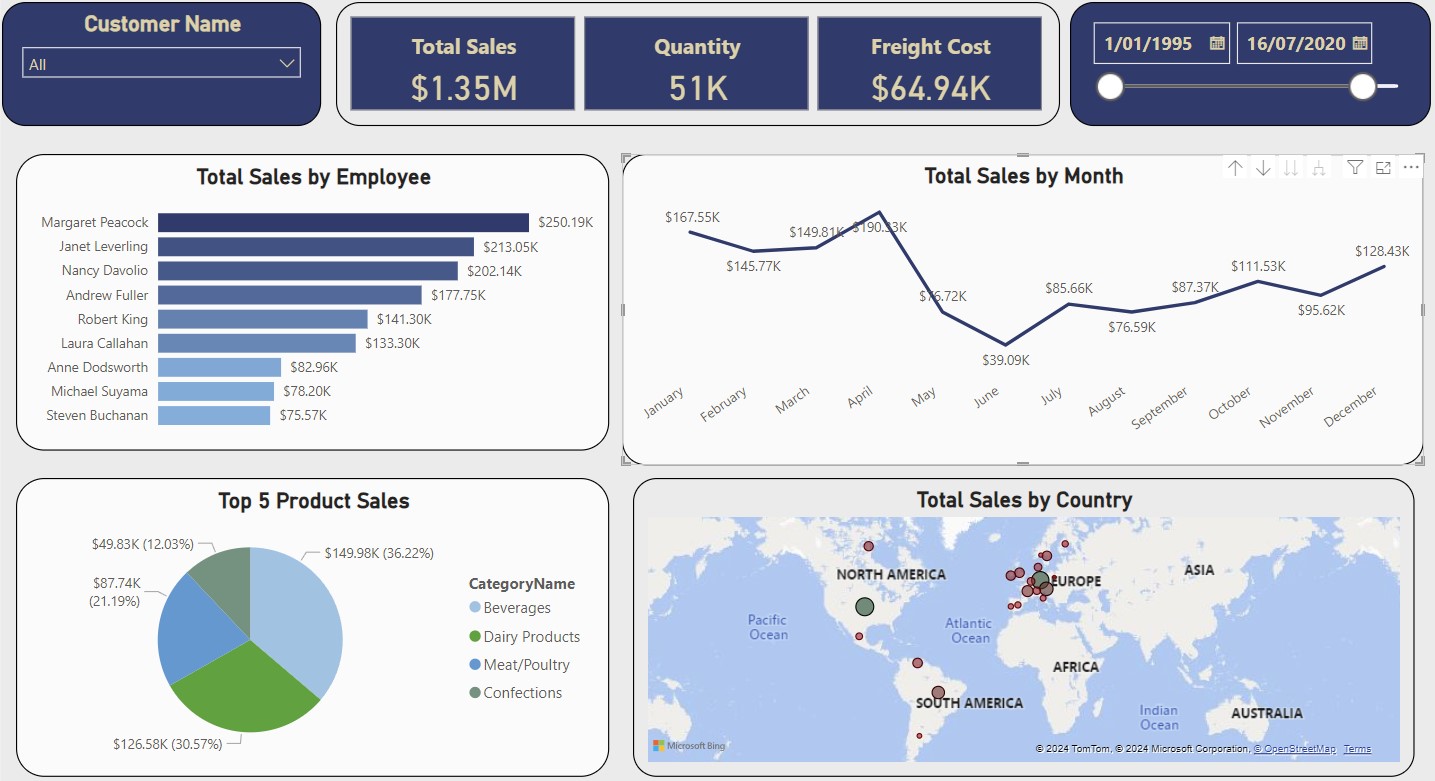 Customer Name
All
Total Sales
$1.35M
Quantity
51K
Freight Cost
$64.94K
1/01/1995
16/07/2020
Total Sales by Employee
Margaret Peacock $250.19K
Janet Leverling $213.05K
Nancy Davolio $202.14K
Andrew Fuller $177.75K
Robert King $141.30K
Laura Callahan $133.30K
Anne Dodsworth $82.96K
Michael Suyama $78.20K
Steven Buchanan $75.57K
Total Sales by Month
$167.55K
$145.77K
$149.81K
$190.33K
$76.72K
$39.09K
$85.66K
$76.59K
$87.37K
$111.53K
$95.62K
$128.43K
January
February
March
April
May
June
July
August
September
October
November
December
Top 5 Product Sales
$49.83K (12.03%)
$149.98K (36.22%)
$87.74K
(21.19%)
$126.58K (30.57%)
CategoryName
Beverages
Dairy Products
Meat/Poultry
Confections
Total Sales by Country
NORTH AMERICA
EUROPE
ASIA
Pacific
Ocean
Atlantic
Ocean
AFRICA
SOUTH AMERICA
Indian
Ocean
AUSTRALIA
Microsoft Bing
© 2024 TomTom, © 2024 Microsoft Corporation, © OpenStreetMap Terms